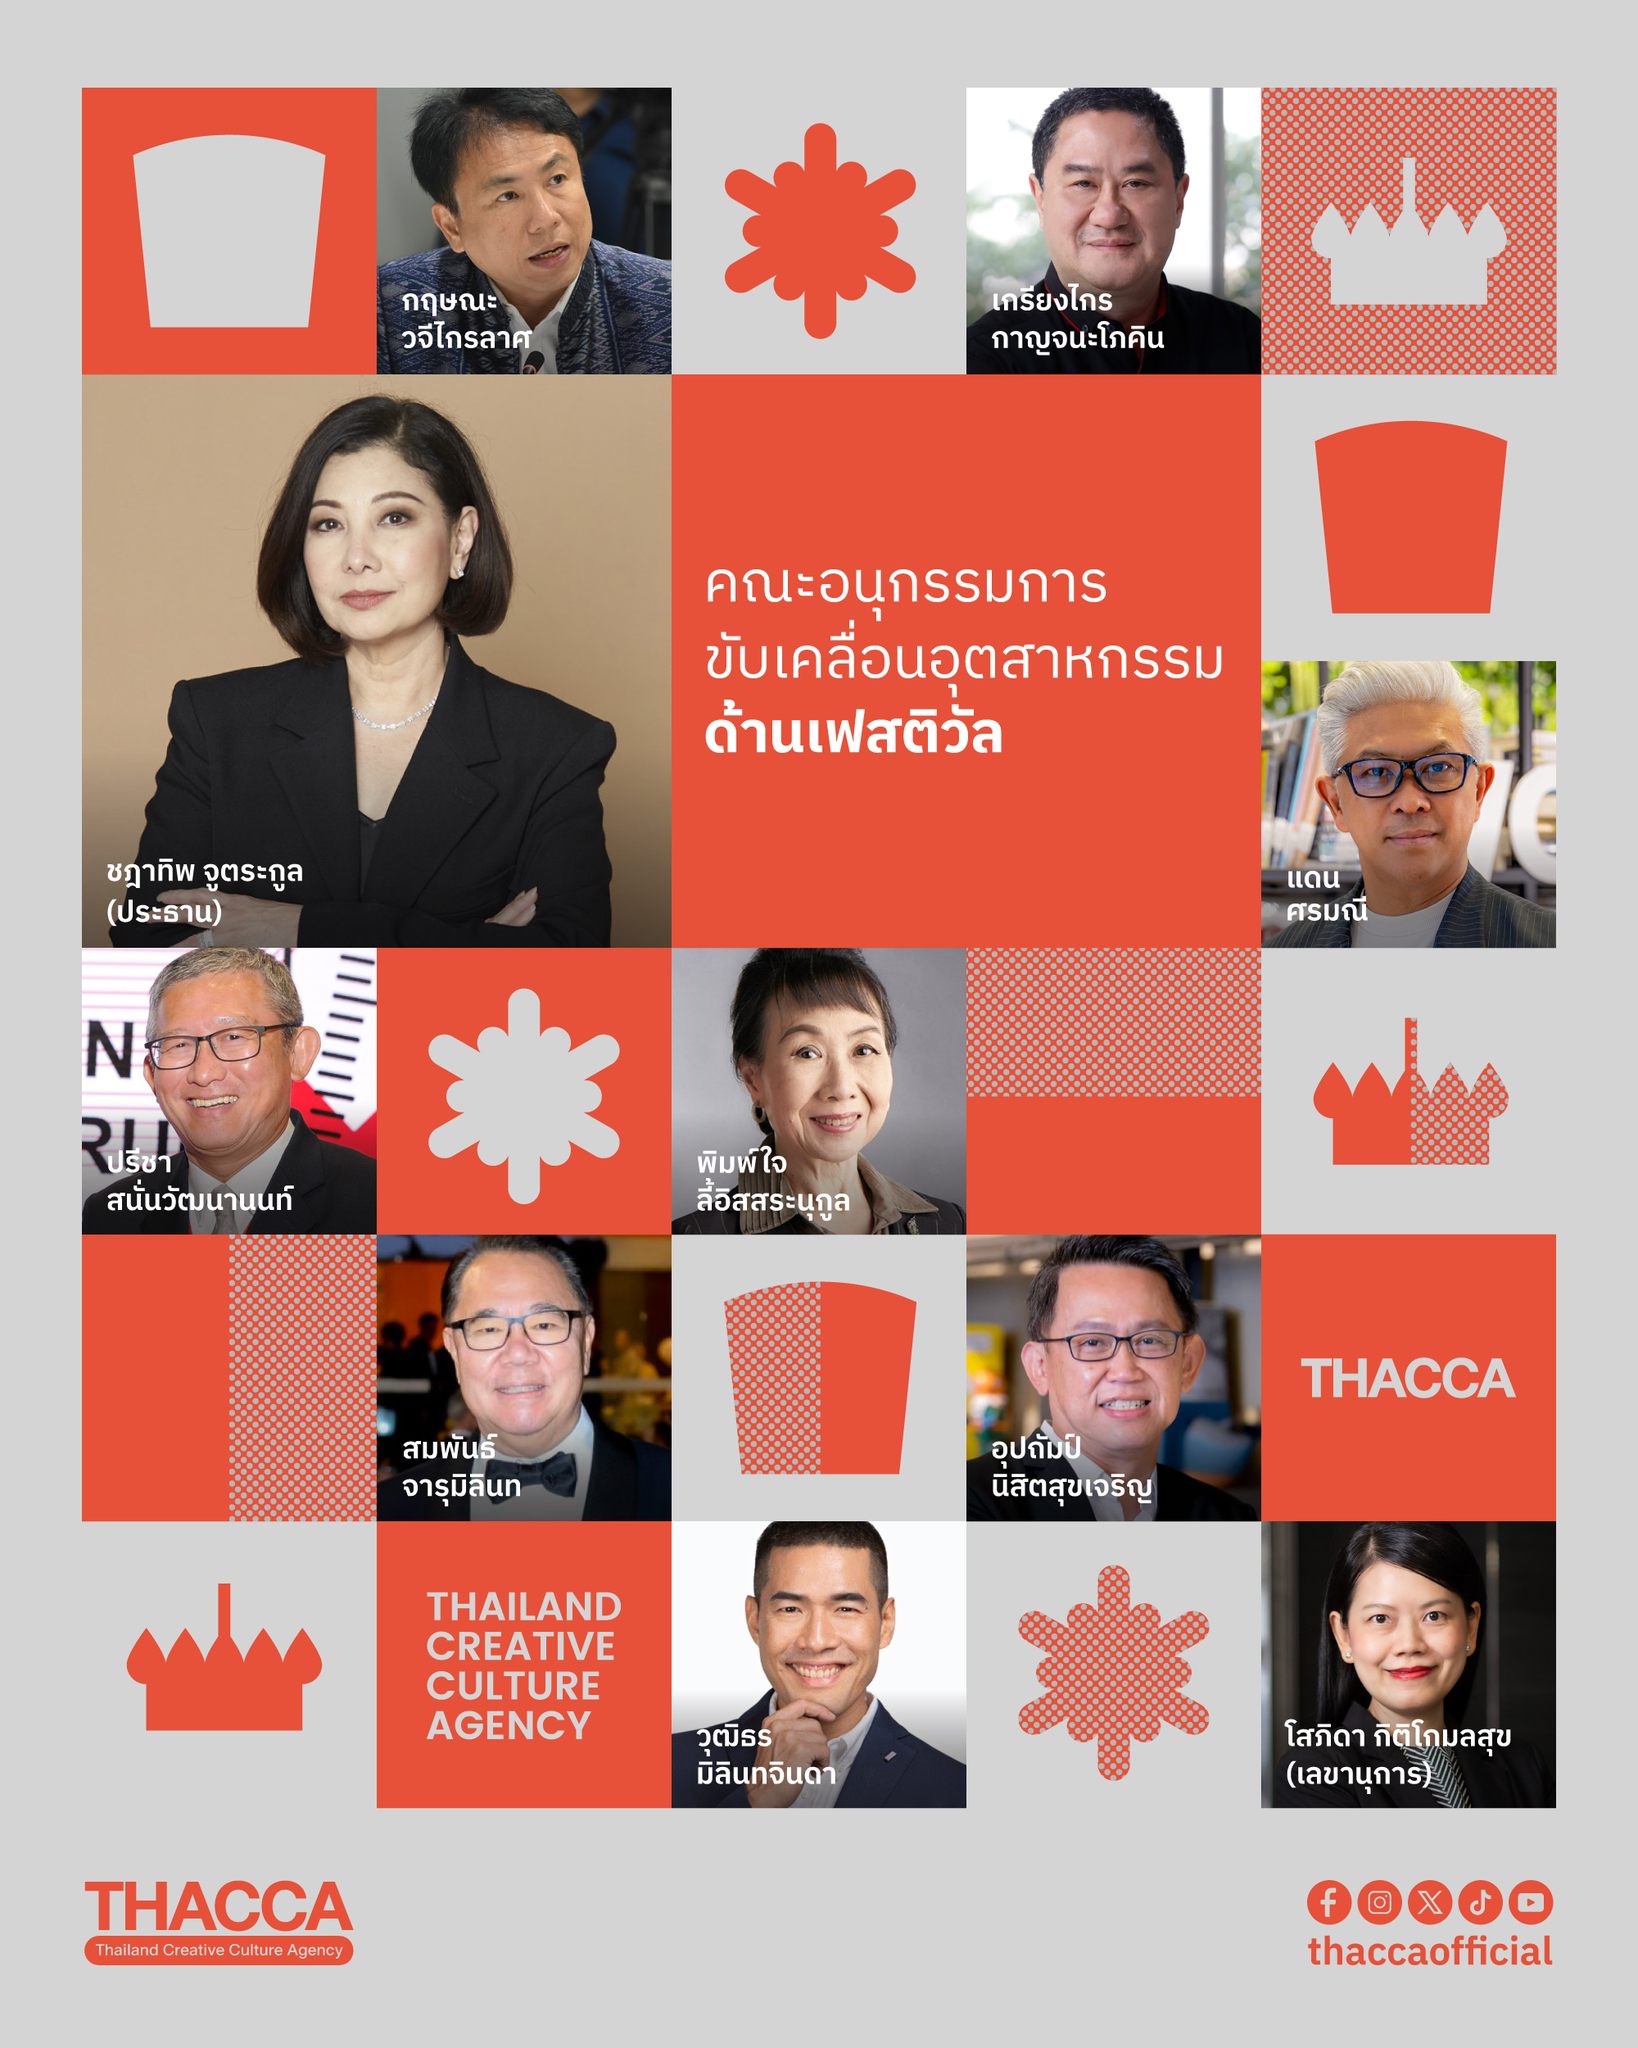 กฤษณะ
วจีไกรลาศ
เกรียงไกร
กาญจนะโภคิน
ชฎาทิพ จูตระกูล
(ประธาน)
คณะอนุกรรมการ
ขับเคลื่อนอุตสาหกรรม
ด้านเฟสติวัล
แดน
ศรมณี
ปรีชา
สนั่นวัฒนานนท์
พิมพ์ใจ
ลี้อิสสระนุกูล
สมพันธ์
จารุมิลินท
อุปถัมป์
นิสิตสุขเจริญ
THACCA
THAILAND
CREATIVE
CULTURE
AGENCY
วุฒิธร
มิลินทจินดา
โสภิดา กิติโกมลสุข
(เลขานุการ)
THACCA
Thailand Creative Culture Agency
thaccaofficial